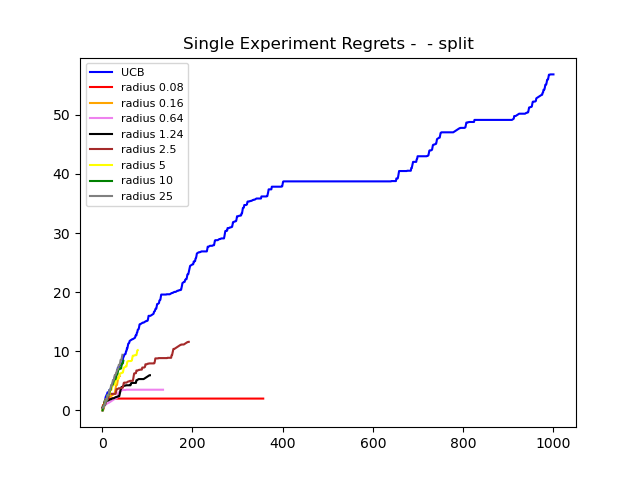 Single Experiment Regrets -  - split
UCB
radius 0.08
radius 0.16
radius 0.64
radius 1.24
radius 2.5
radius 5
radius 10
radius 25
50
40
30
20
10
0
0 200 400 600 800 1000